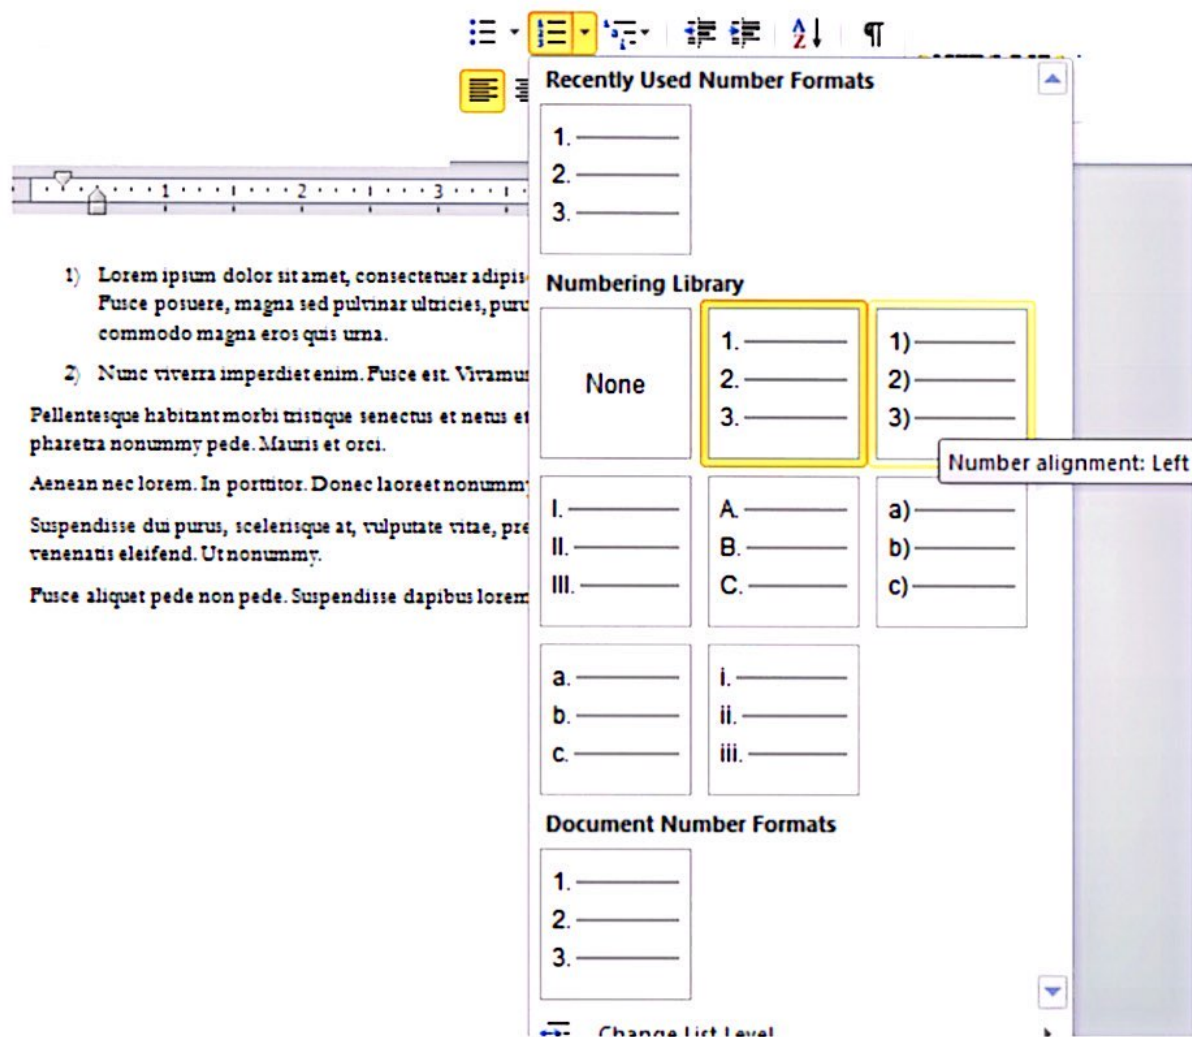 Recently Used Number Formats
1.
2.
3.
1 2 3
1) Lorem ipsum dolor sit amet, consectetuer adipis
Fusce posuere, magna sed pulvinar ultricies, puru
commodo magna eros quis urna.
2) Nunc viverra imperdiet enim. Fusce est. Vivamus
Pellentesque habitant morbi tristique senectus et netus et
pharetra nonummy pede. Mauris et orci.
Aenean nec lorem. In porttitor. Donec laoreet nonummy
Suspendisse dui purus, scelerisque at, vulputate vitae, pre
venenatis eleifend. Ut nonummy.
Fusce aliquet pede non pede. Suspendisse dapibus lorem
Numbering Library
None
1.
2.
3.
1)
2)
3)
Number alignment: Left
I.
II.
III.
A.
B.
C.
a)
b)
c)
a.
b.
c.
i.
ii.
iii.
Document Number Formats
1.
2.
3.
Change List Level